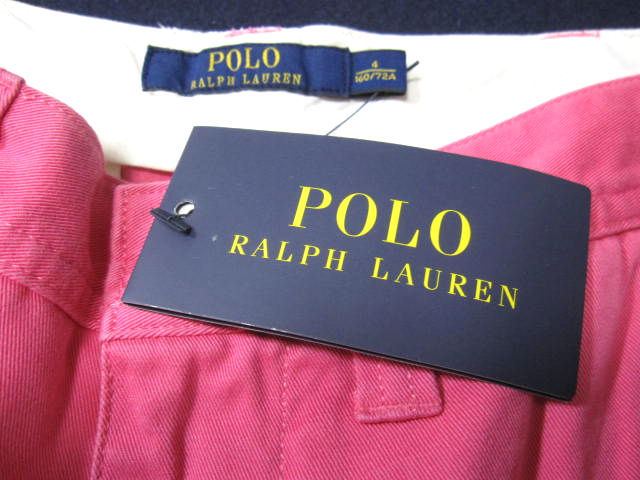 POLO
RALPH LAUREN
4
160/72A
POLO
RALPH LAUREN